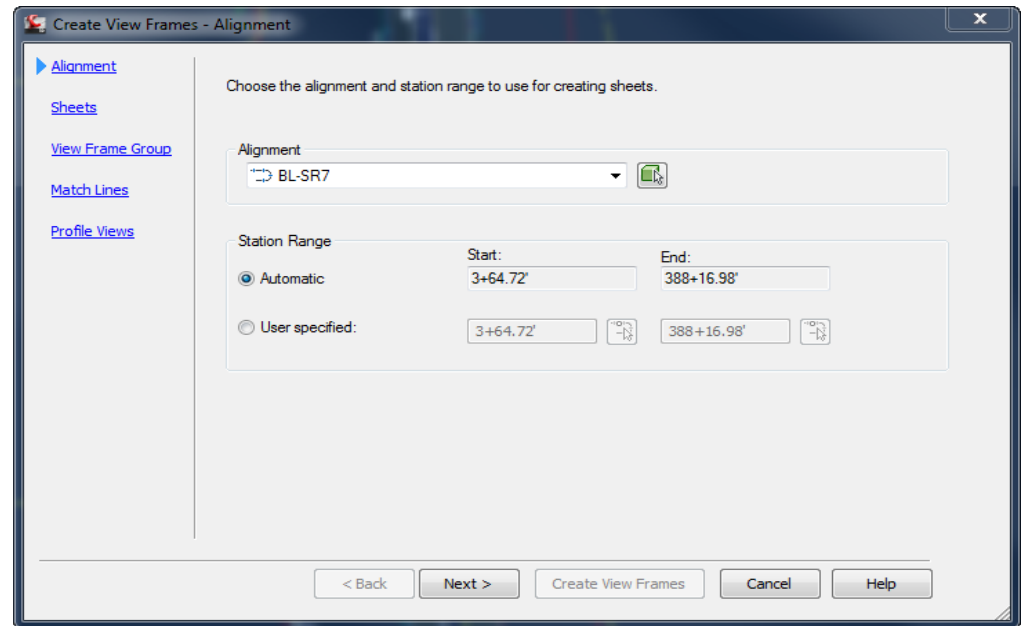 Create View Frames - Alignment
x
Alignment
Sheets
View Frame Group
Match Lines
Profile Views
Choose the alignment and station range to use for creating sheets.
Alignment
BL-SR7
Station Range
Start:
End:
Automatic
3+64.72'
388+16.98'
User specified:
3+64.72'
388+16.98'
< Back
Next >
Create View Frames
Cancel
Help